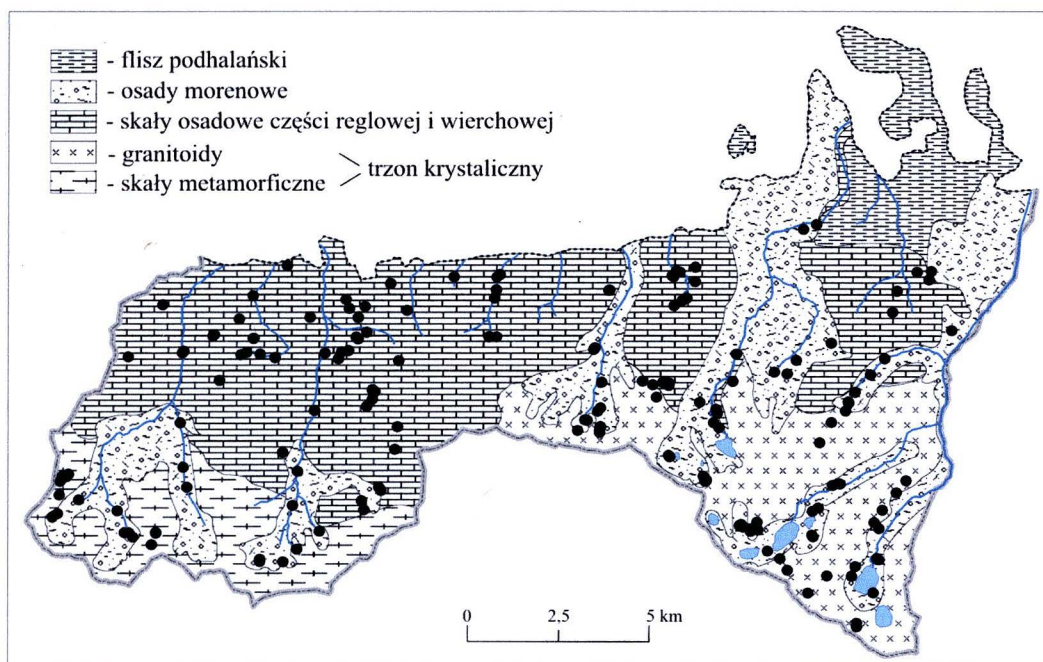 - flisz podhalański
- osady morenowe
- skały osadowe części reglowej i wierchowej
- granitoidy
trzon krystaliczny
- skały metamorficzne
0 2,5 5 km